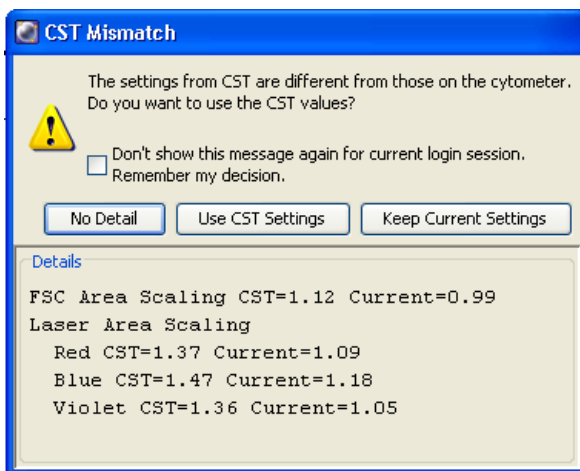 CST Mismatch
The settings from CST are different from those on the cytometer.
Do you want to use the CST values?
Don't show this message again for current login session.
Remember my decision.
No Detail Use CST Settings Keep Current Settings
Details
FSC Area Scaling CST=1.12 Current=0.99
Laser Area Scaling
Red CST=1.37 Current=1.09
Blue CST=1.47 Current=1.18
Violet CST=1.36 Current=1.05